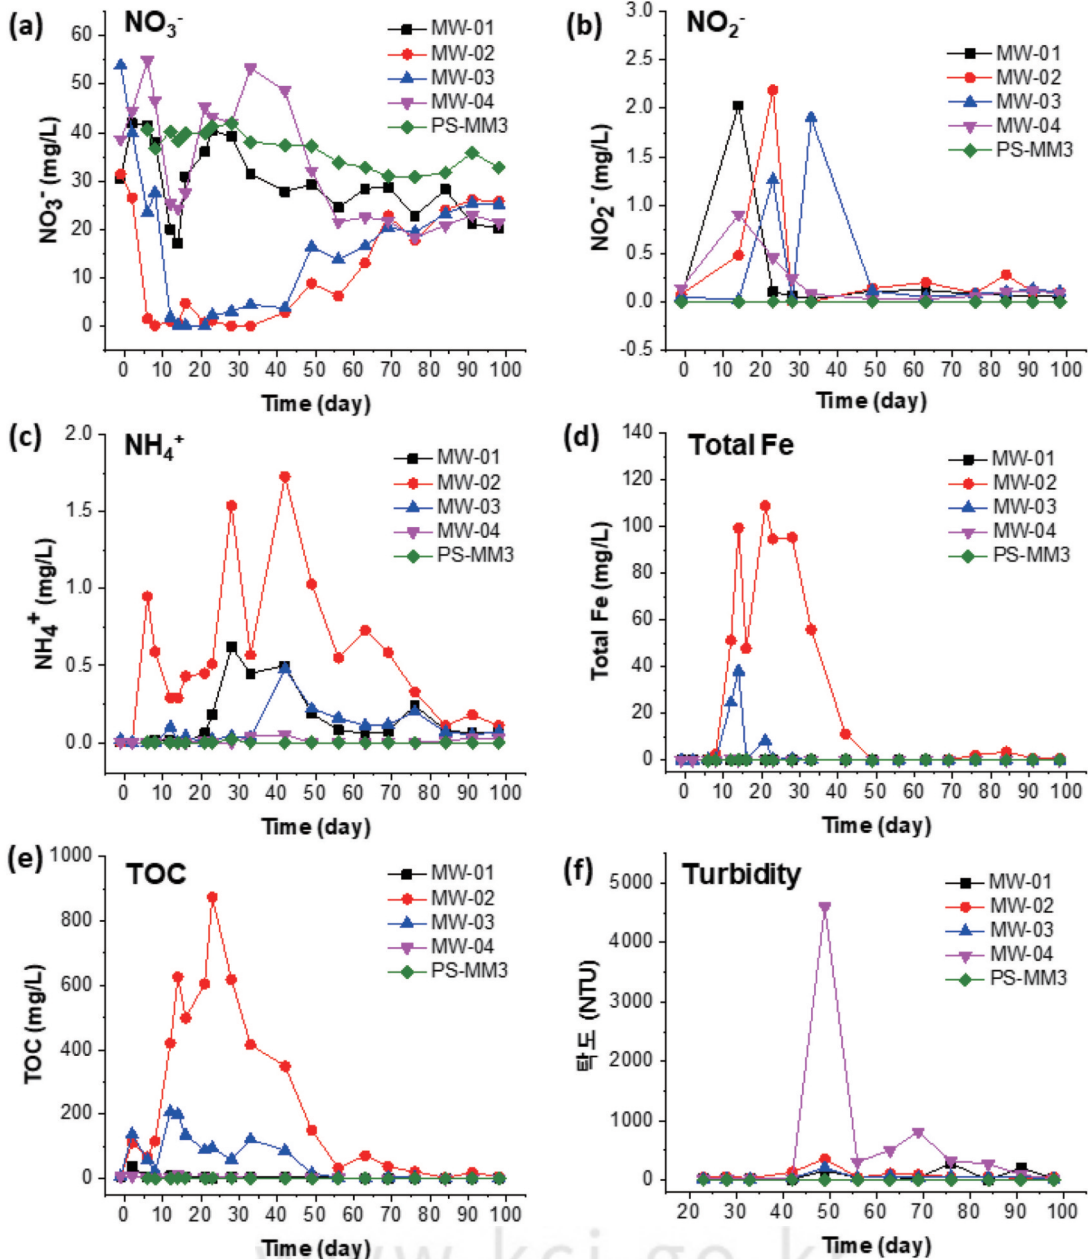 (a) NO₃⁻
MW-01
MW-02
MW-03
MW-04
PS-MM3
NO₃⁻ (mg/L)
60
50
40
30
20
10
0
0 10 20 30 40 50 60 70 80 90 100
Time (day)
(b) NO₂⁻
MW-01
MW-02
MW-03
MW-04
PS-MM3
NO₂⁻ (mg/L)
3.0
2.5
2.0
1.5
1.0
0.5
0.0
-0.5
0 10 20 30 40 50 60 70 80 90 100
Time (day)
(c) NH₄⁺
MW-01
MW-02
MW-03
MW-04
PS-MM3
NH₄⁺ (mg/L)
2.0
1.5
1.0
0.5
0.0
0 10 20 30 40 50 60 70 80 90 100
Time (day)
(d) Total Fe
MW-01
MW-02
MW-03
MW-04
PS-MM3
Total Fe (mg/L)
140
120
100
80
60
40
20
0
0 10 20 30 40 50 60 70 80 90 100
Time (day)
(e) TOC
MW-01
MW-02
MW-03
MW-04
PS-MM3
TOC (mg/L)
1000
800
600
400
200
0
0 10 20 30 40 50 60 70 80 90 100
Time (day)
(f) Turbidity
MW-01
MW-02
MW-03
MW-04
PS-MM3
탁도 (NTU)
5000
4000
3000
2000
1000
0
20 30 40 50 60 70 80 90 100
Time (day)